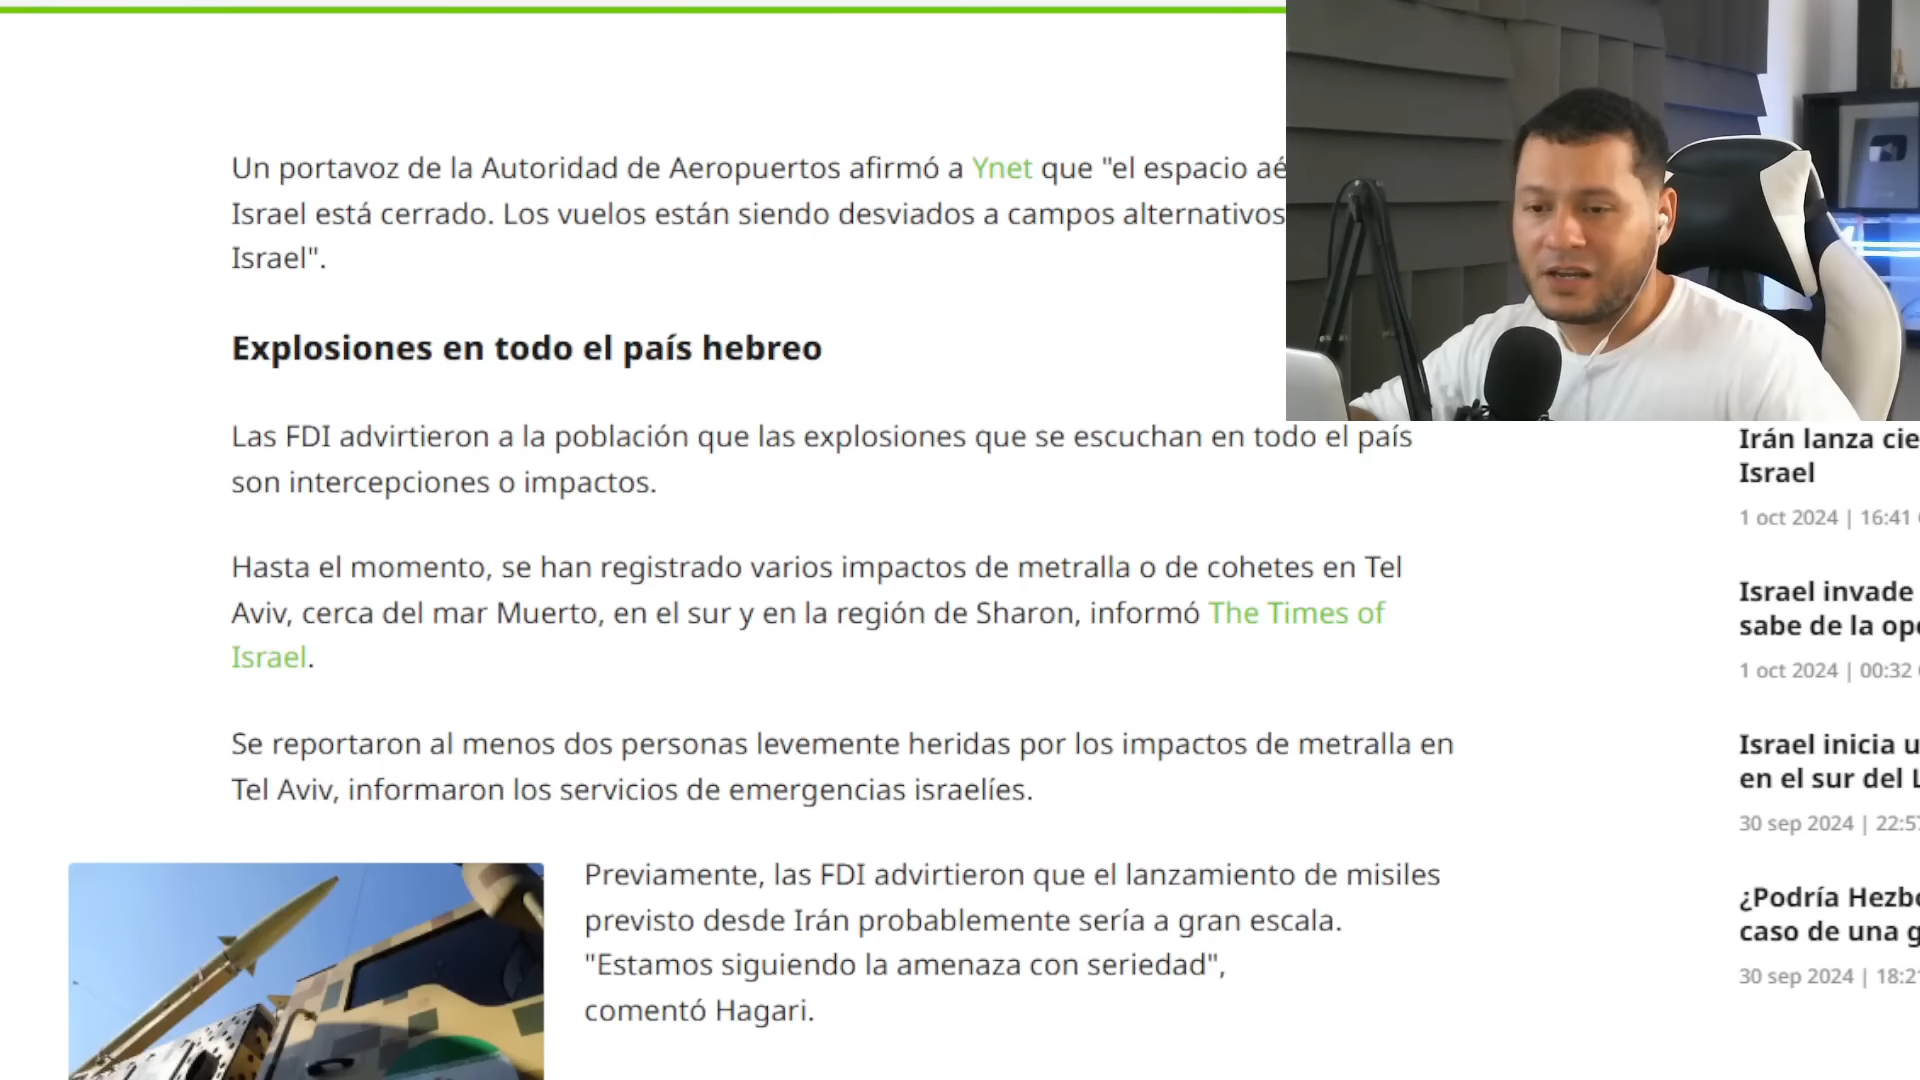 Un portavoz de la Autoridad de Aeropuertos afirmó a Ynet que "el espacio
Israel está cerrado. Los vuelos están siendo desviados a campos alternativos
Israel".
Explosiones en todo el país hebreo
Las FDI advirtieron a la población que las explosiones que se escuchan en todo el país
son intercepciones o impactos.
Hasta el momento, se han registrado varios impactos de metralla o de cohetes en Tel
Aviv, cerca del mar Muerto, en el sur y en la región de Sharon, informó The Times of
Israel.
Se reportaron al menos dos personas levemente heridas por los impactos de metralla en
Tel Aviv, informaron los servicios de emergencias israelíes.
Previamente, las FDI advirtieron que el lanzamiento de misiles
previsto desde Irán probablemente sería a gran escala.
"Estamos siguiendo la amenaza con seriedad",
comentó Hagari.
Irán lanza cie
Israel
1 oct 2024 | 16:41
Israel invade
sabe de la ope
1 oct 2024 | 00:32
Israel inicia u
en el sur del L
30 sep 2024 | 22:57
¿Podría Hezbo
caso de una g
30 sep 2024 | 18:21